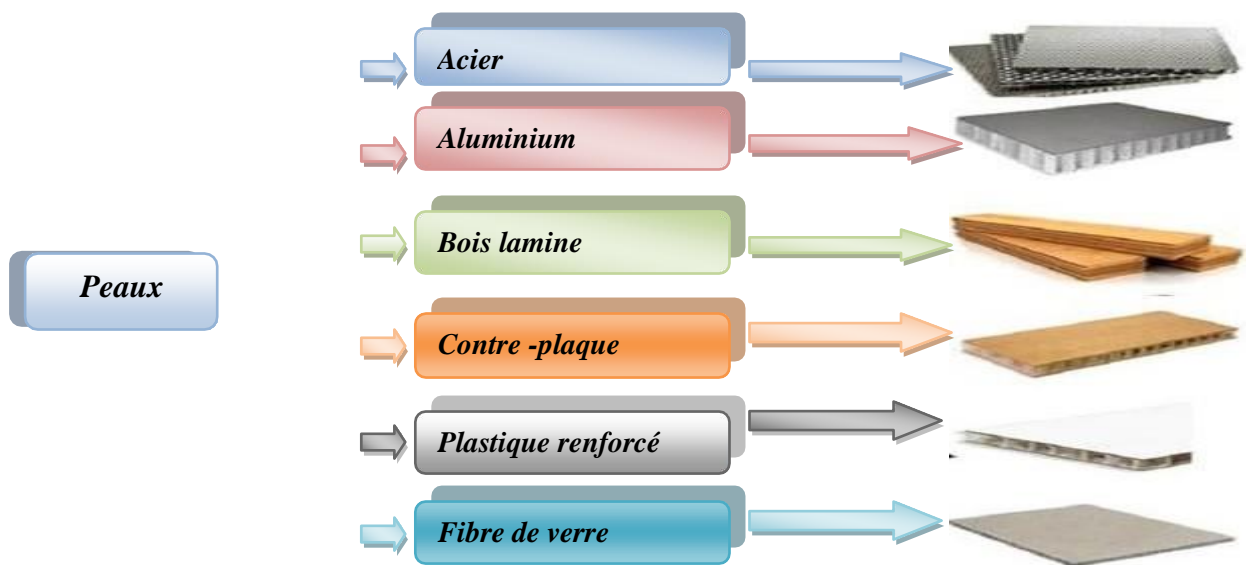 Acier
Aluminium
Bois lamine
Peaux
Contre -plaque
Plastique renforcé
Fibre de verre